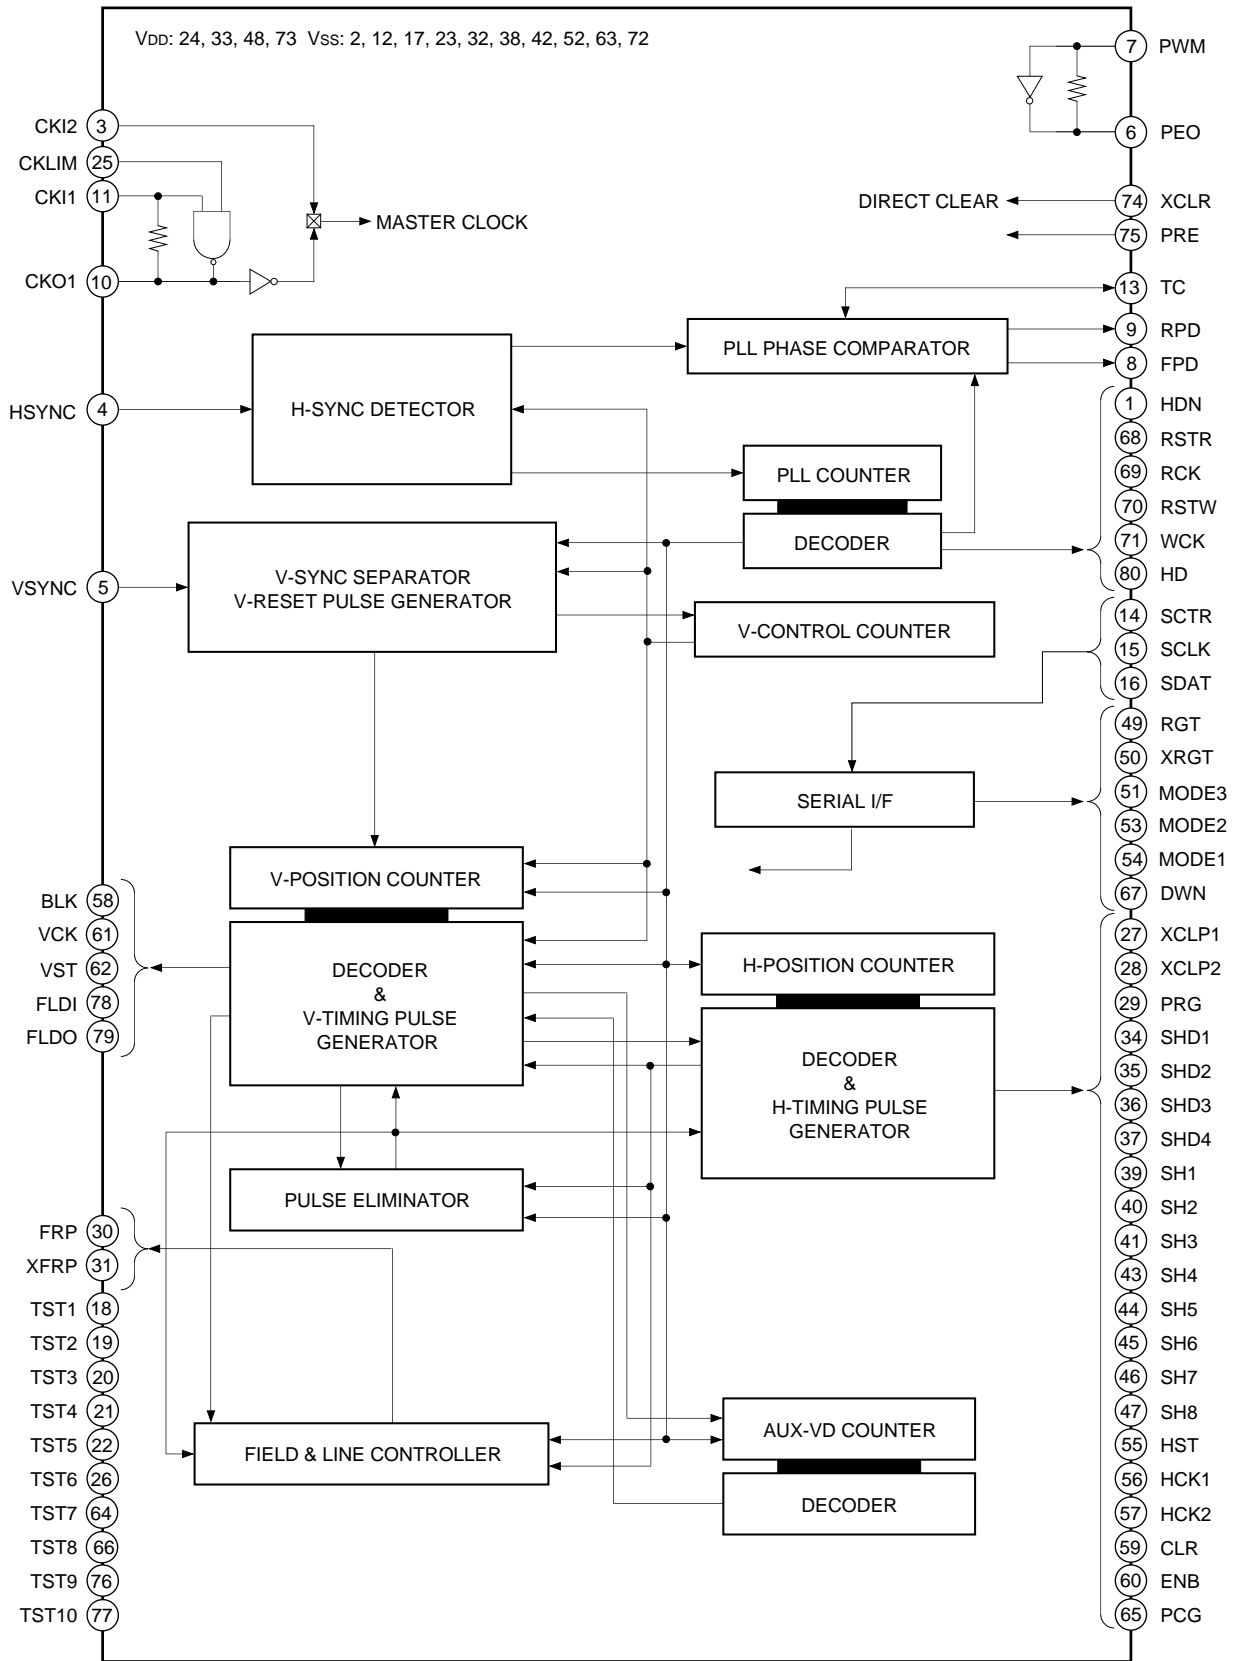 VDD: 24, 33, 48, 73 VSS: 2, 12, 17, 23, 32, 38, 42, 52, 63, 72
CKI2 3
CKLIM 25
CKI1 11
CKO1 10
MASTER CLOCK
HSYNC 4
VSYNC 5
BLK 58
VCK 61
VST 62
FLDI 78
FLDO 79
FRP 30
XFRP 31
TST1 18
TST2 19
TST3 20
TST4 21
TST5 22
TST6 26
TST7 64
TST8 66
TST9 76
TST10 77
H-SYNC DETECTOR
V-SYNC SEPARATOR
V-RESET PULSE GENERATOR
V-POSITION COUNTER
DECODER
&
V-TIMING PULSE
GENERATOR
PULSE ELIMINATOR
FIELD & LINE CONTROLLER
DIRECT CLEAR
PLL PHASE COMPARATOR
PLL COUNTER
DECODER
V-CONTROL COUNTER
SERIAL I/F
H-POSITION COUNTER
DECODER
&
H-TIMING PULSE
GENERATOR
AUX-VD COUNTER
DECODER
7 PWM
6 PEO
74 XCLR
75 PRE
13 TC
9 RPD
8 FPD
1 HDN
68 RSTR
69 RCK
70 RSTW
71 WCK
80 HD
14 SCTR
15 SCLK
16 SDAT
49 RGT
50 XRGT
51 MODE3
53 MODE2
54 MODE1
67 DWN
27 XCLP1
28 XCLP2
29 PRG
34 SHD1
35 SHD2
36 SHD3
37 SHD4
39 SH1
40 SH2
41 SH3
43 SH4
44 SH5
45 SH6
46 SH7
47 SH8
55 HST
56 HCK1
57 HCK2
59 CLR
60 ENB
65 PCG